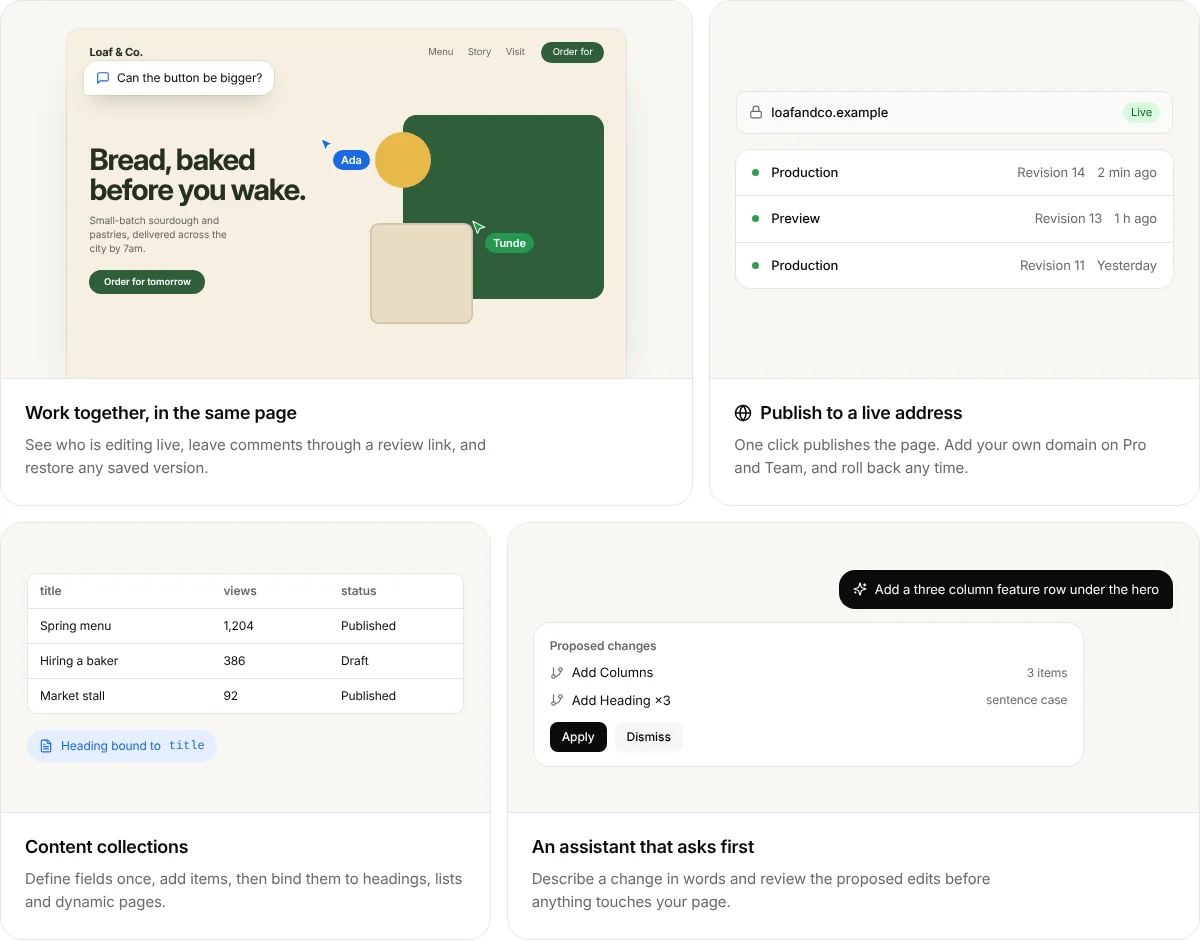 Loaf & Co.
Menu Story Visit Order for
Can the button be bigger?
Bread, baked
before you wake.
Small-batch sourdough and
pastries, delivered across the
city by 7am.
Order for tomorrow
Ada
Tunde
Work together, in the same page
See who is editing live, leave comments through a review link, and
restore any saved version.
loafandco.example Live
Production Revision 14 2 min ago
Preview Revision 13 1 h ago
Production Revision 11 Yesterday
Publish to a live address
One click publishes the page. Add your own domain on Pro
and Team, and roll back any time.
title views status
Spring menu 1,204 Published
Hiring a baker 386 Draft
Market stall 92 Published
Heading bound to title
Content collections
Define fields once, add items, then bind them to headings, lists
and dynamic pages.
Add a three column feature row under the hero
Proposed changes
Add Columns 3 items
Add Heading ×3 sentence case
Apply Dismiss
An assistant that asks first
Describe a change in words and review the proposed edits before
anything touches your page.